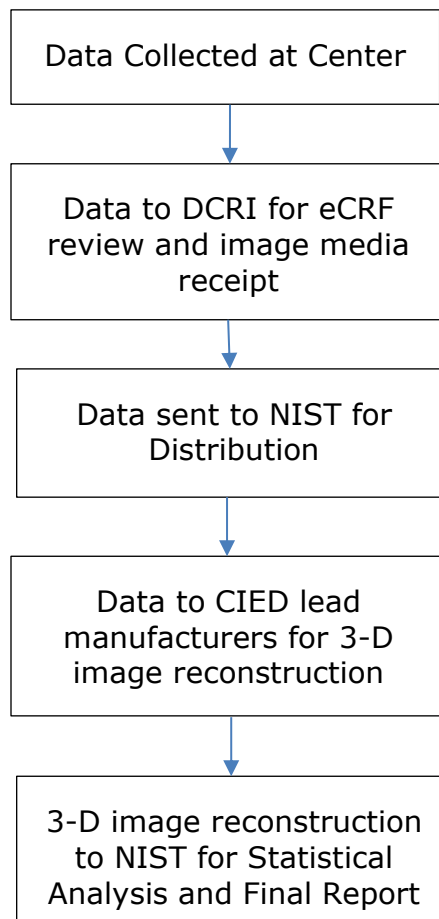 Data Collected at Center
Data to DCRI for eCRF
review and image media
receipt
Data sent to NIST for
Distribution
Data to CIED lead
manufacturers for 3-D
image reconstruction
3-D image reconstruction
to NIST for Statistical
Analysis and Final Report